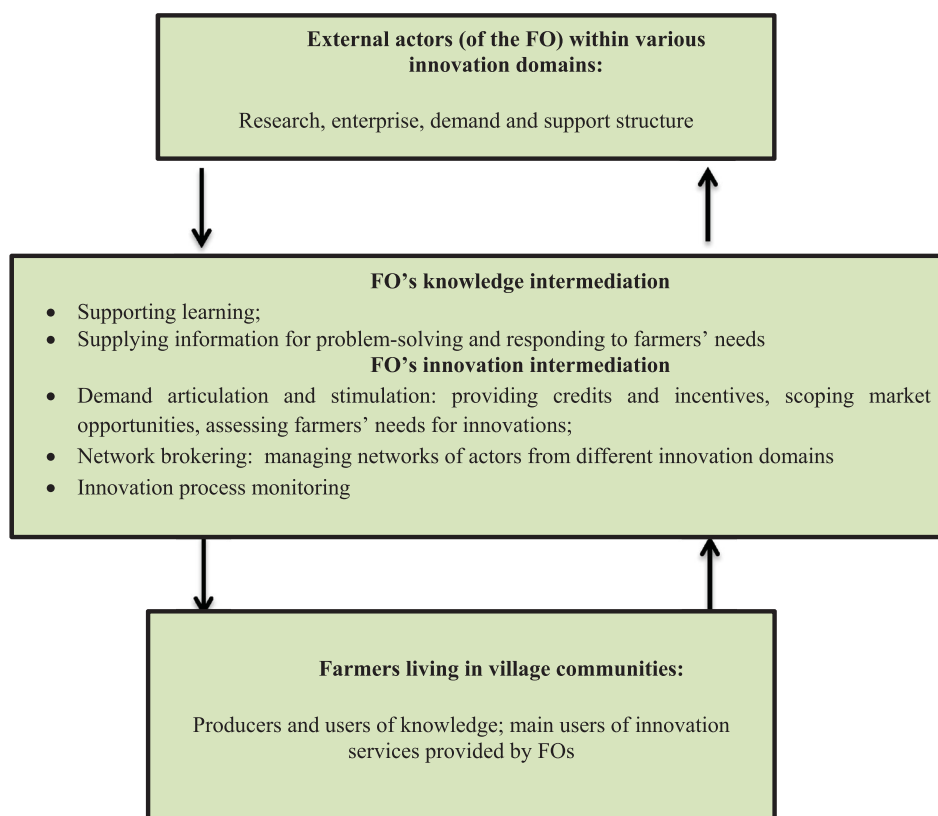 External actors (of the FO) within various
innovation domains:
Research, enterprise, demand and support structure
FO’s knowledge intermediation
• Supporting learning;
• Supplying information for problem-solving and responding to farmers’ needs
FO’s innovation intermediation
• Demand articulation and stimulation: providing credits and incentives, scoping market
opportunities, assessing farmers’ needs for innovations;
• Network brokering: managing networks of actors from different innovation domains
• Innovation process monitoring
Farmers living in village communities:
Producers and users of knowledge; main users of innovation
services provided by FOs